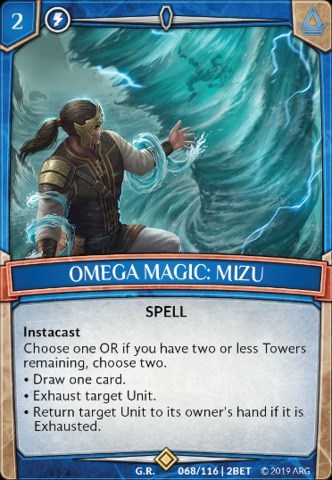 2
OMEGA MAGIC: MIZU
SPELL
Instacast
Choose one OR if you have two or less Towers
remaining, choose two.
• Draw one card.
• Exhaust target Unit.
• Return target Unit to its owner's hand if it is
Exhausted.
G.R. 068/116 | 2BET © 2019 ARG